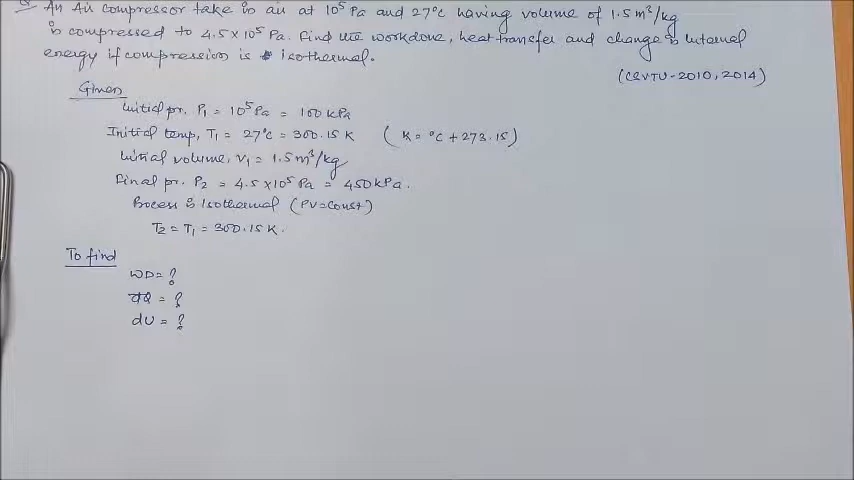 An Air compressor take in air at 10⁵ Pa and 27°C having volume of 1.5 m³/kg
is compressed to 4.5 × 10⁵ Pa. Find the workdone, heat transfer and change in internal
energy if compression is isothermal.
(CSVTU-2010, 2014)
Given
Initial pr. P₁ = 10⁵ Pa = 100 kPa
Initial temp, T₁ = 27°C = 300.15 K (K = °C + 273.15)
Initial volume, V₁ = 1.5 m³/kg
Final pr. P₂ = 4.5 × 10⁵ Pa = 450 kPa.
Process is Isothermal (PV = Const)
T₂ = T₁ = 300.15 K.
To find
WD = ?
dQ = ?
dU = ?